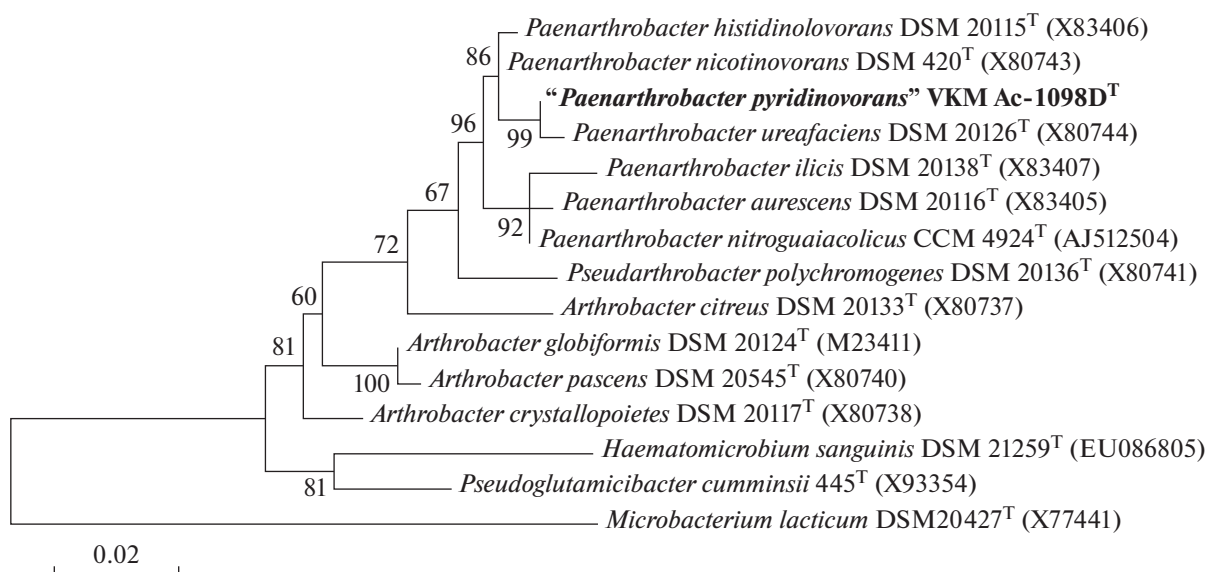 Paenarthrobacter histidinolovorans DSM 20115ᵀ (X83406)
86
Paenarthrobacter nicotinovorans DSM 420ᵀ (X80743)
“Paenarthrobacter pyridinovorans” VKM Ac-1098Dᵀ
96
99
Paenarthrobacter ureafaciens DSM 20126ᵀ (X80744)
Paenarthrobacter ilicis DSM 20138ᵀ (X83407)
67
Paenarthrobacter aurescens DSM 20116ᵀ (X83405)
92
Paenarthrobacter nitroguaiacolicus CCM 4924ᵀ (AJ512504)
72
Pseudarthrobacter polychromogenes DSM 20136ᵀ (X80741)
60
Arthrobacter citreus DSM 20133ᵀ (X80737)
81
Arthrobacter globiformis DSM 20124ᵀ (M23411)
100
Arthrobacter pascens DSM 20545ᵀ (X80740)
Arthrobacter crystallopoietes DSM 20117ᵀ (X80738)
Haematomicrobium sanguinis DSM 21259ᵀ (EU086805)
81
Pseudoglutamicibacter cumminsii 445ᵀ (X93354)
Microbacterium lacticum DSM20427ᵀ (X77441)
0.02